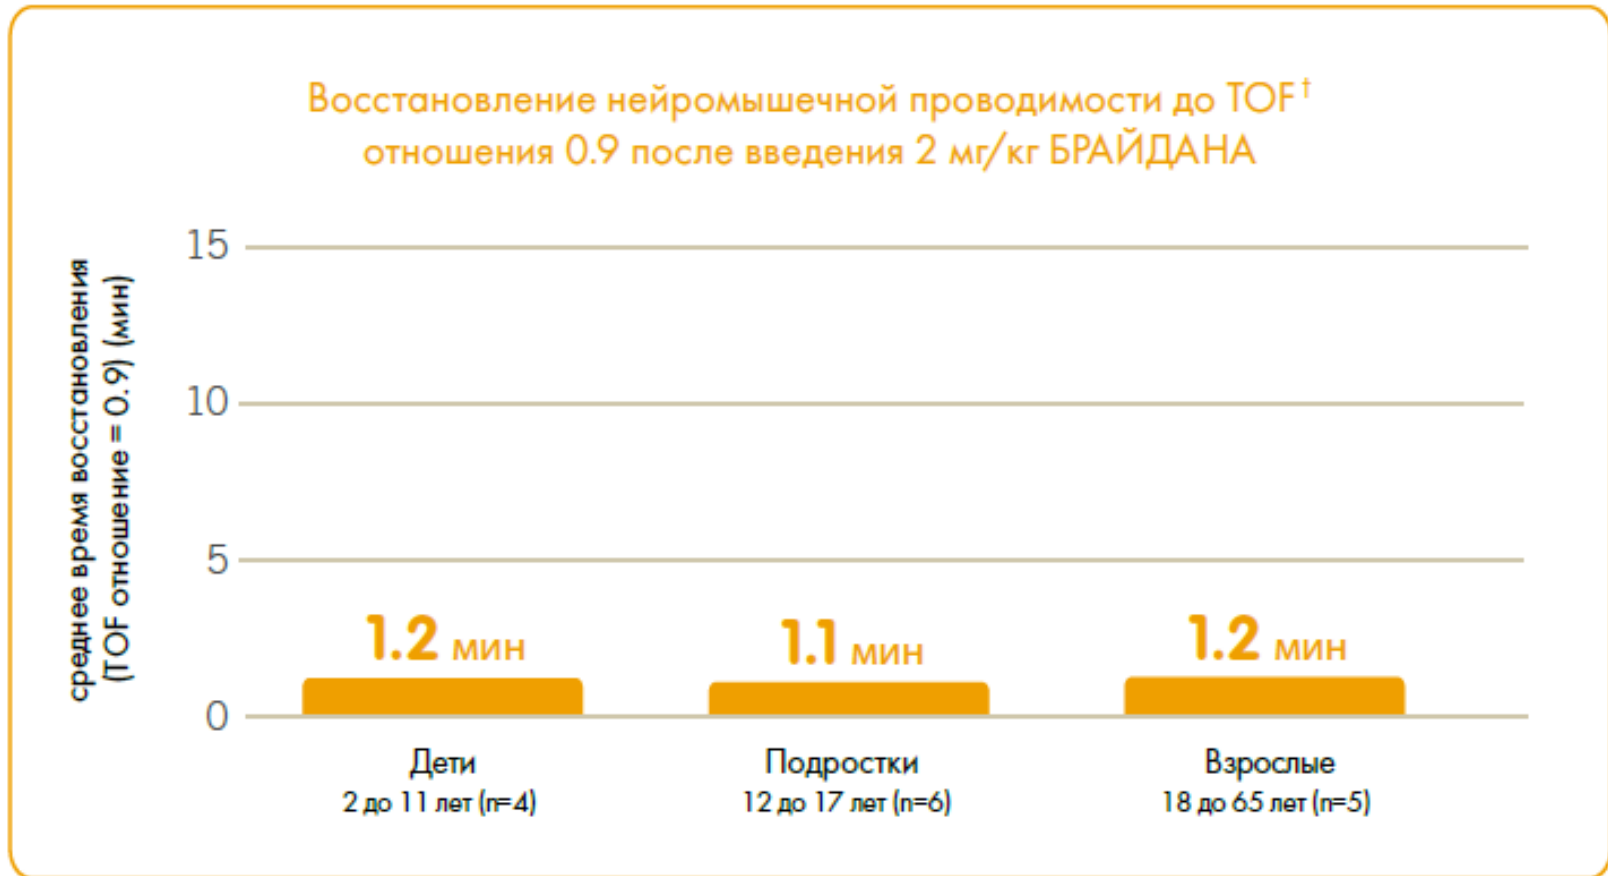 Восстановление нейромышечной проводимости до TOF†
отношения 0.9 после введения 2 мг/кг БРАЙДАНА
среднее время восстановления
(TOF отношение = 0.9) (мин)
15
10
5
0
1.2 мин
1.1 мин
1.2 мин
Дети
2 до 11 лет (n=4)
Подростки
12 до 17 лет (n=6)
Взрослые
18 до 65 лет (n=5)